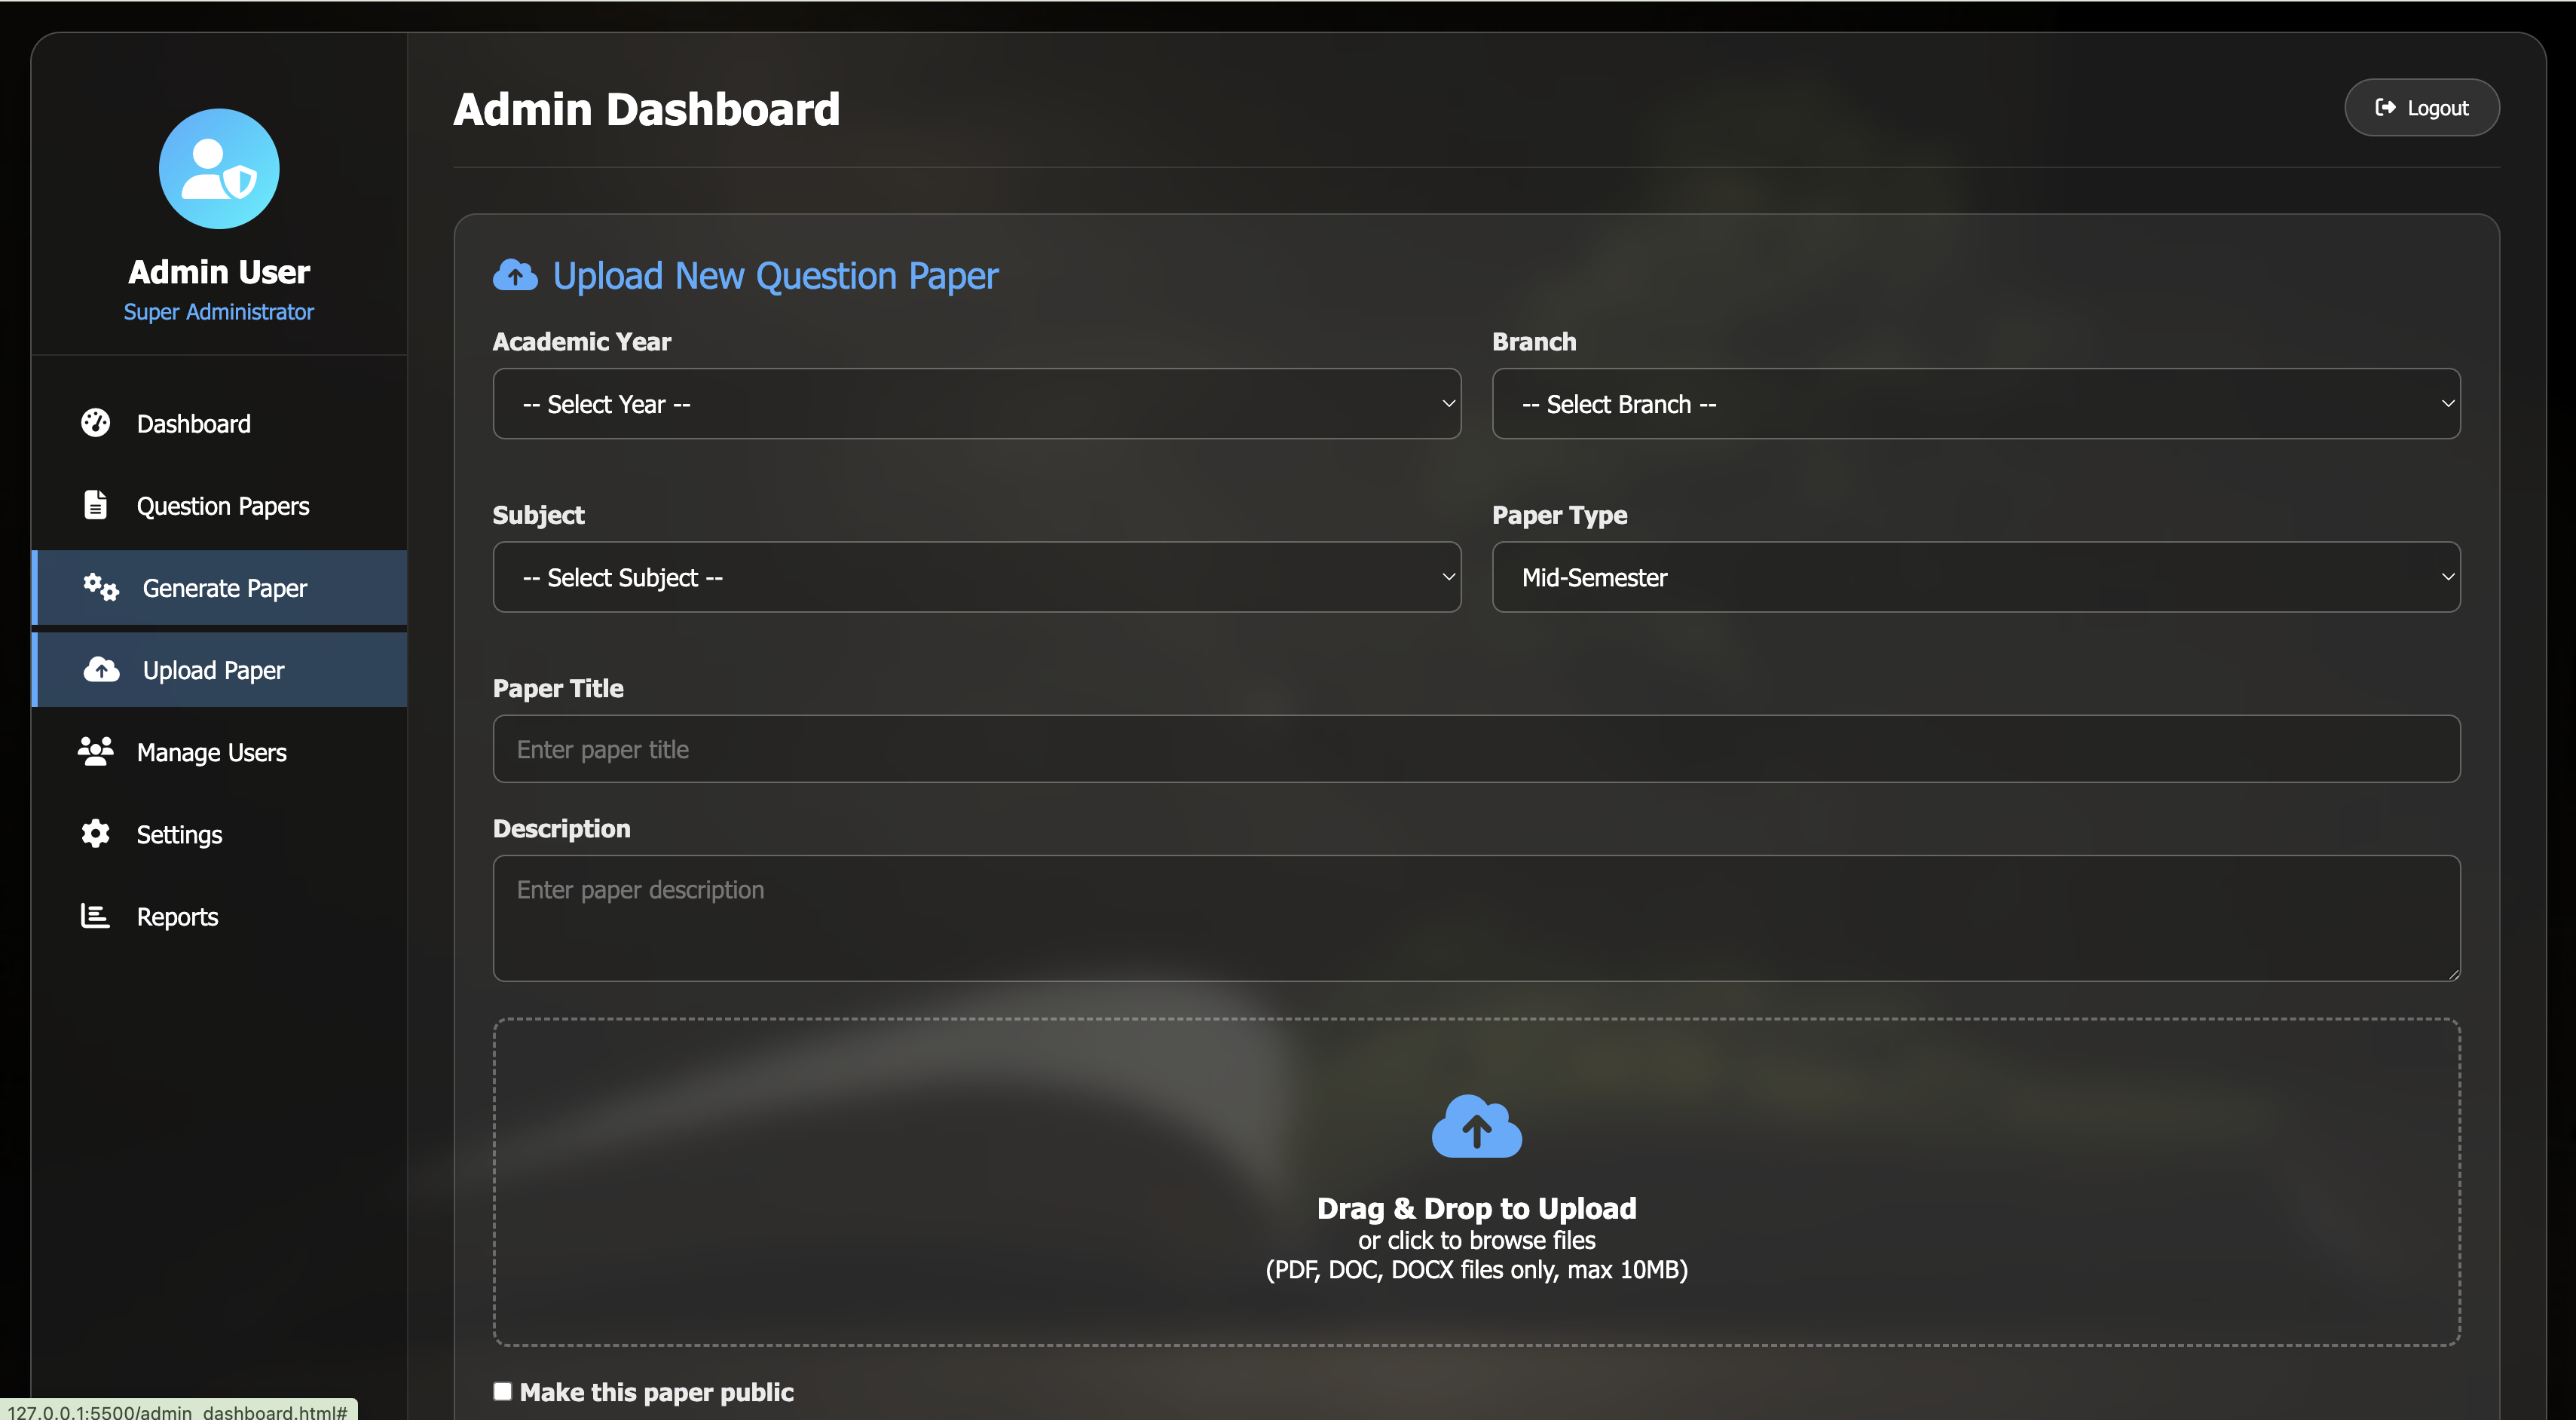 Admin User
Super Administrator
Dashboard
Question Papers
Generate Paper
Upload Paper
Manage Users
Settings
Reports
Admin Dashboard
Logout
Upload New Question Paper
Academic Year
-- Select Year --
Branch
-- Select Branch --
Subject
-- Select Subject --
Paper Type
Mid-Semester
Paper Title
Enter paper title
Description
Enter paper description
Drag & Drop to Upload
or click to browse files
(PDF, DOC, DOCX files only, max 10MB)
Make this paper public
127.0.0.1:5500/admin_dashboard.html#